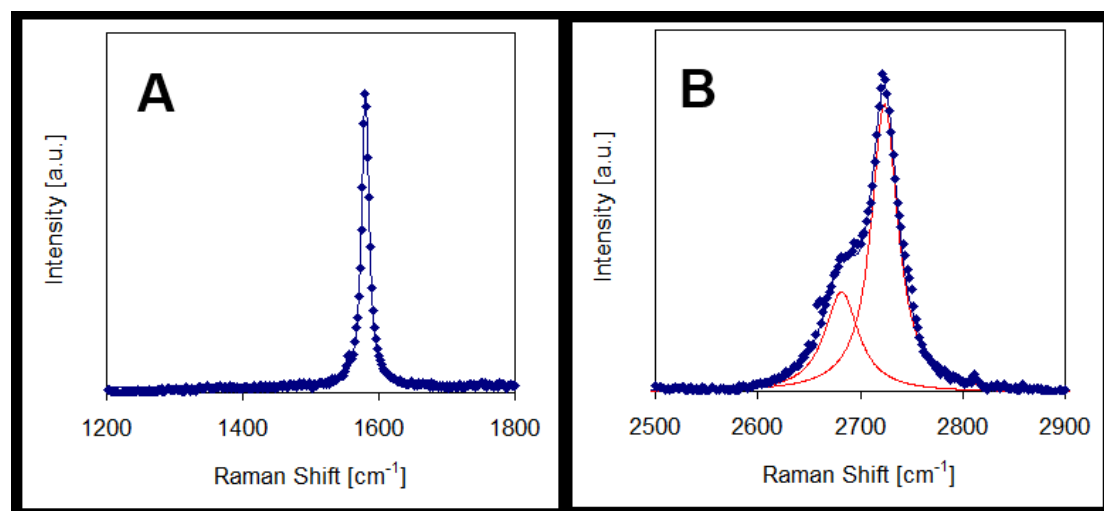 A
Intensity [a.u.]
1200 1400 1600 1800
Raman Shift [cm⁻¹]
B
Intensity [a.u.]
2500 2600 2700 2800 2900
Raman Shift [cm⁻¹]